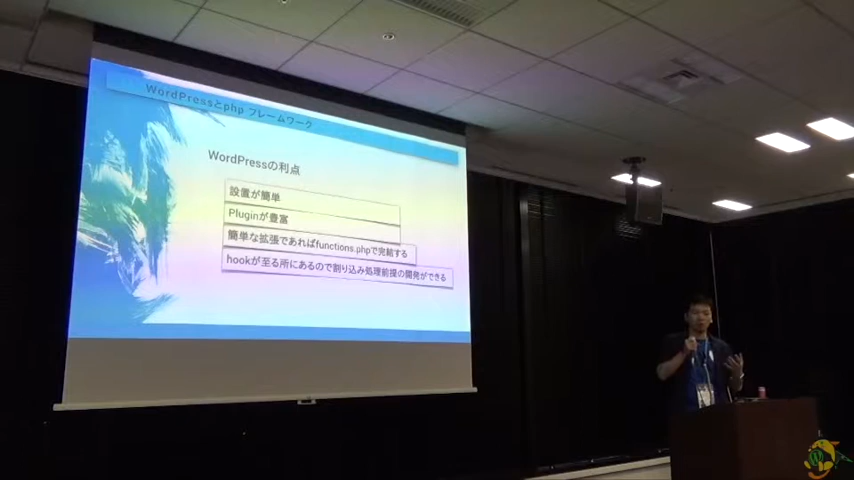 WordPressとphp フレームワーク
WordPressの利点
設置が簡単
Pluginが豊富
簡単な拡張であればfunctions.phpで完結する
hookが至る所にあるので割り込み処理前提の開発ができる